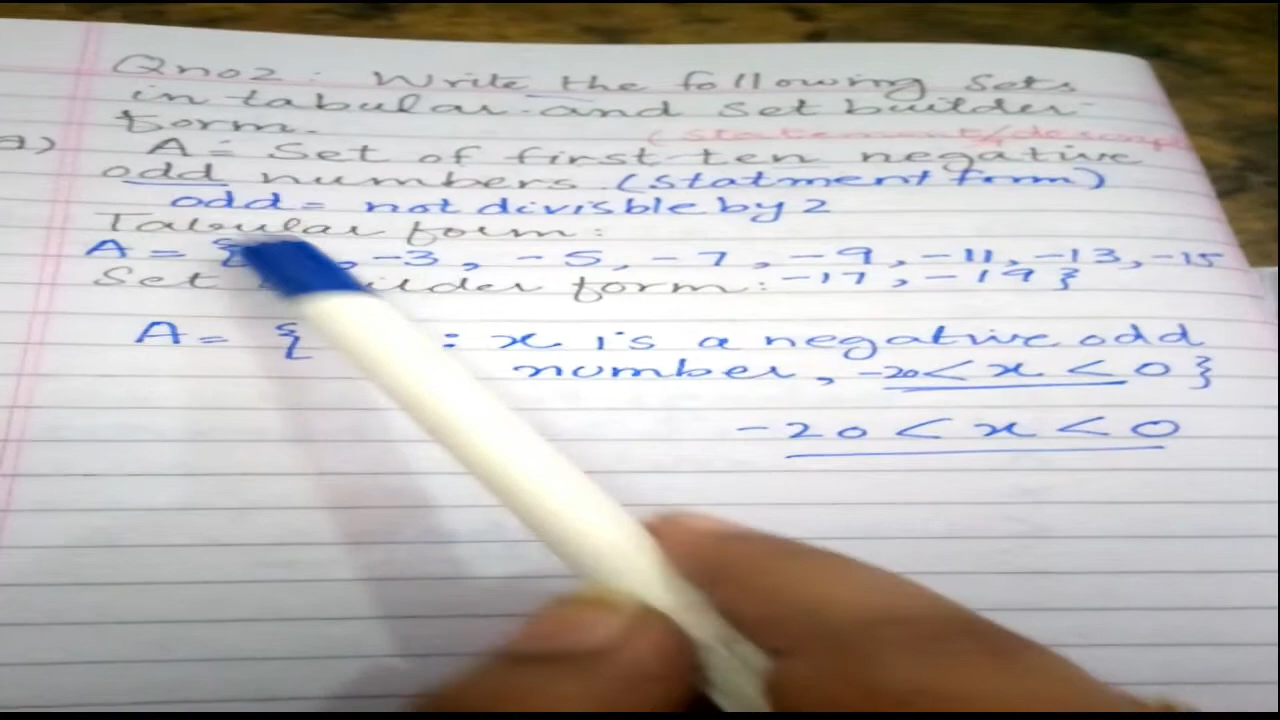 Qno2. Write the following Sets
in tabular and set builder
form.
(statement/descrip
a) A = Set of first ten negative
odd numbers (statment form)
odd = not divisble by 2
Tabular form:
A = { , -3, -5, -7, -9, -11, -13, -15
-17, -19 }
Set builder form:
A = { : x is a negative odd
number, -20 < x < 0 }
-20 < x < 0